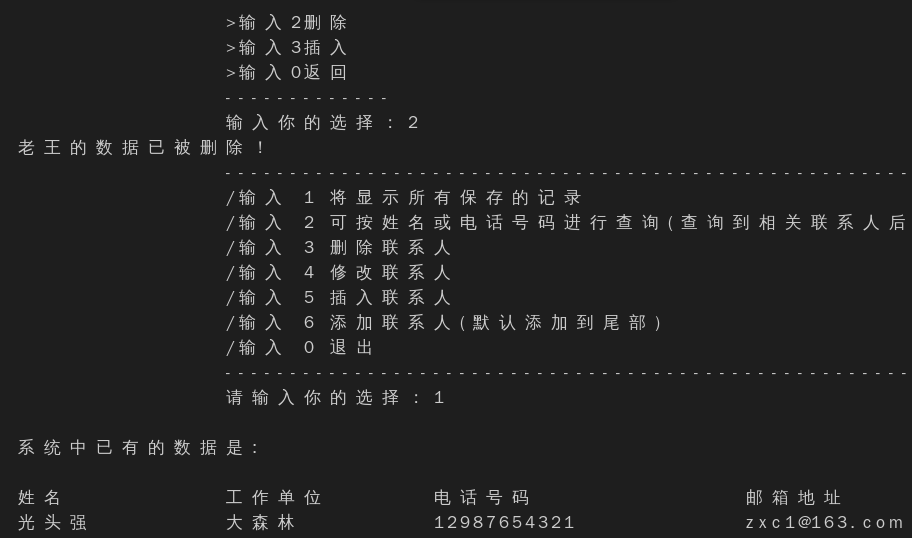 >输入2删除
>输入3插入
>输入0返回
-------------
输入你的选择：2
老王的数据已被删除！
-----------------------------------------------------
/输入 1 将显示所有保存的记录
/输入 2 可按姓名或电话号码进行查询(查询到相关联系人后
/输入 3 删除联系人
/输入 4 修改联系人
/输入 5 插入联系人
/输入 6 添加联系人(默认添加到尾部)
/输入 0 退出
-----------------------------------------------------
请输入你的选择：1
系统中已有的数据是:
姓名 工作单位 电话号码 邮箱地址
光头强 大森林 12987654321 zxc1@163.com